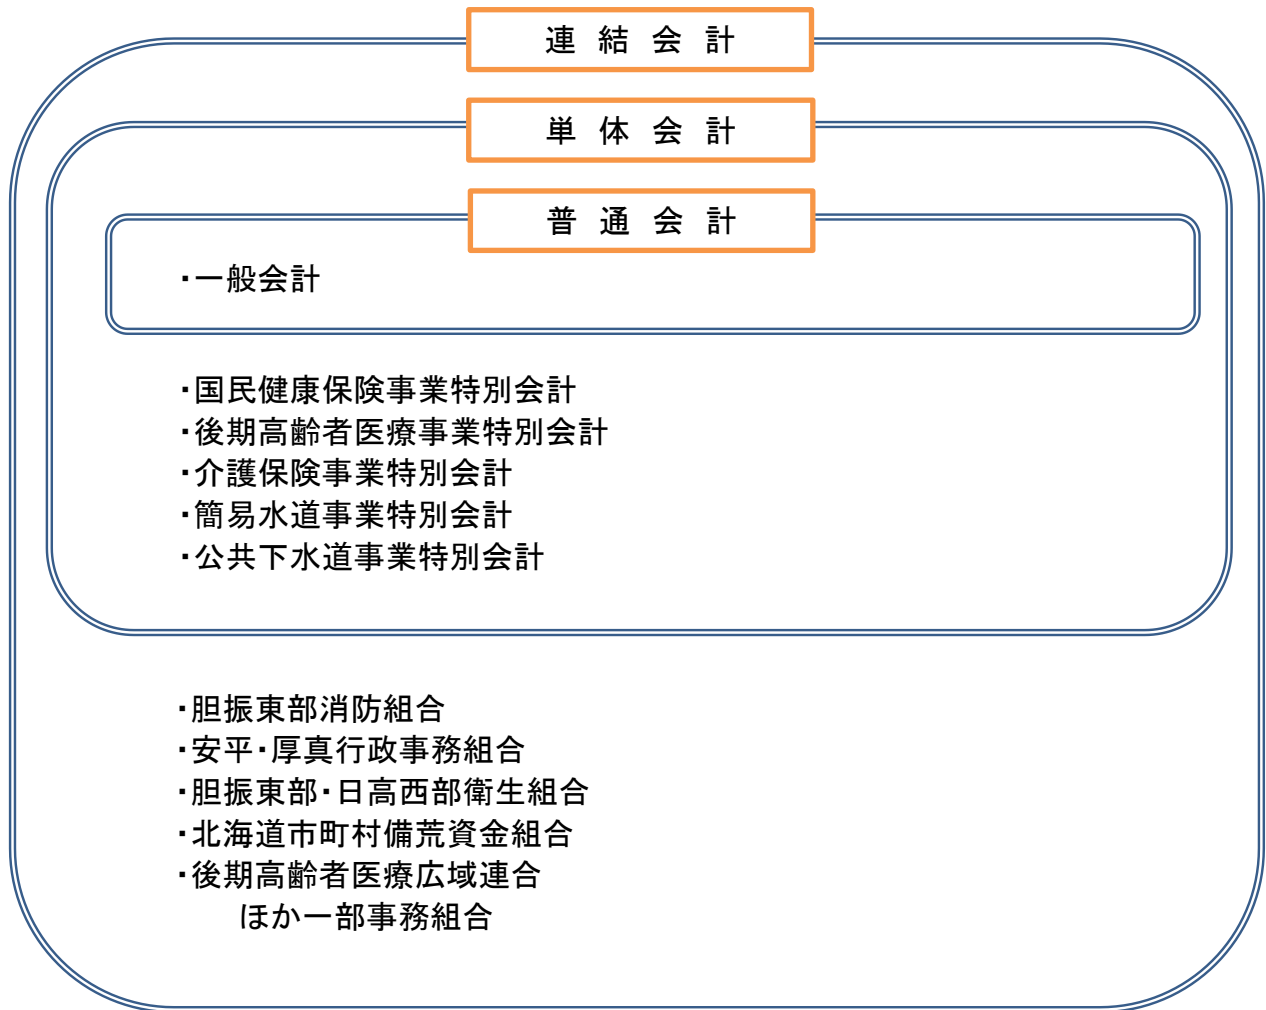 連結会計
単体会計
普通会計
・一般会計
・国民健康保険事業特別会計
・後期高齢者医療事業特別会計
・介護保険事業特別会計
・簡易水道事業特別会計
・公共下水道事業特別会計
・胆振東部消防組合
・安平・厚真行政事務組合
・胆振東部・日高西部衛生組合
・北海道市町村備荒資金組合
・後期高齢者医療広域連合
ほか一部事務組合